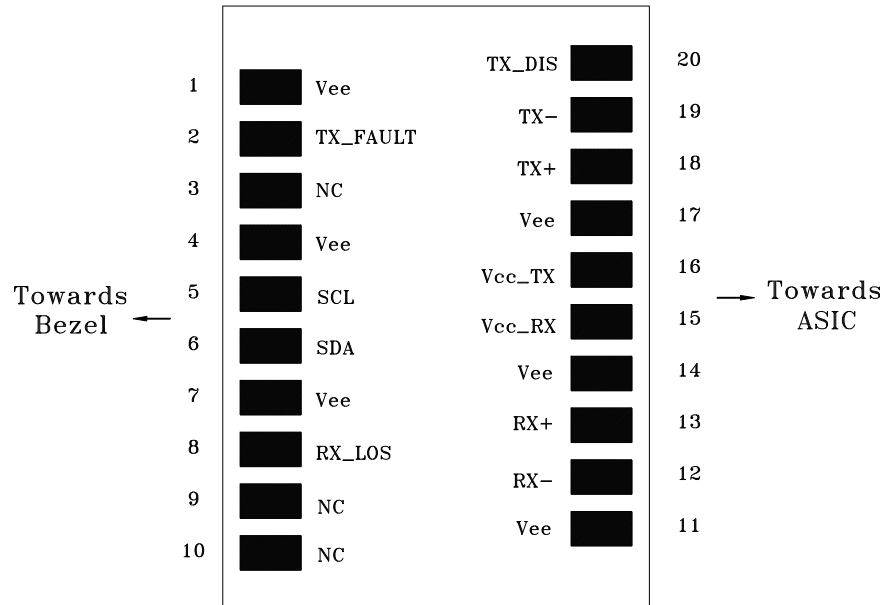 TX_DIS 20
1 Vee
TX- 19
2 TX_FAULT
TX+ 18
3 NC
Vee 17
4 Vee
Vcc_TX 16
5 SCL
Towards
Bezel
Towards
ASIC
Vcc_RX 15
6 SDA
Vee 14
7 Vee
RX+ 13
8 RX_LOS
RX- 12
9 NC
Vee 11
10 NC